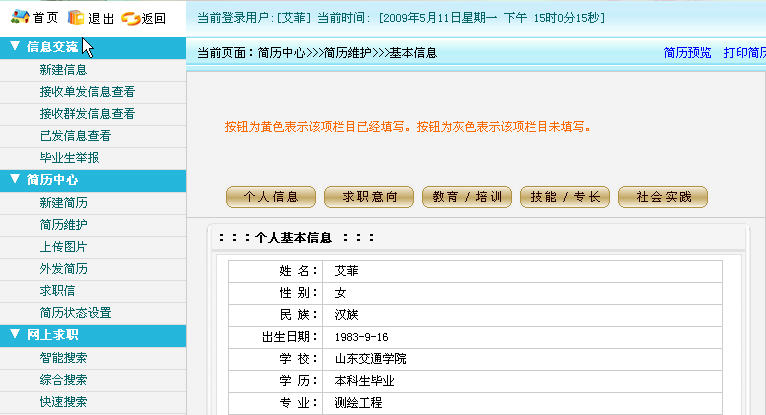 首页 退出 返回
当前登录用户:[艾菲] 当前时间: [2009年5月11日星期一 下午 15时0分15秒]
▼ 信息交流
新建信息
接收单发信息查看
接收群发信息查看
已发信息查看
毕业生举报
▼ 简历中心
新建简历
简历维护
上传图片
外发简历
求职信
简历状态设置
▼ 网上求职
智能搜索
综合搜索
快速搜索
当前页面: 简历中心>>>简历维护>>>基本信息
简历预览 打印简历
按钮为黄色表示该项栏目已经填写。按钮为灰色表示该项栏目未填写。
个人信息 求职意向 教育 / 培训 技能 / 专长 社会实践
: : : 个人基本信息 : : :
姓 名: 艾菲
性 别: 女
民 族: 汉族
出生日期: 1983-9-16
学 校: 山东交通学院
学 历: 本科生毕业
专 业: 测绘工程